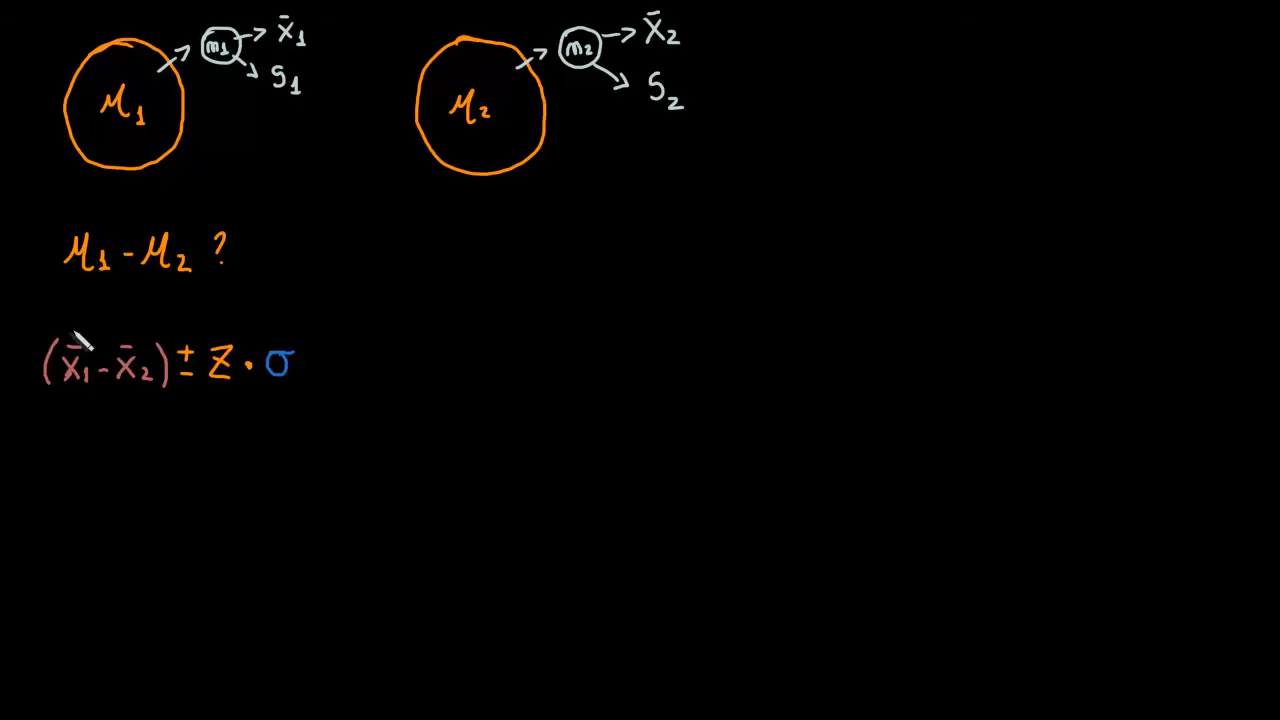 μ₁ → m₁ → x̄₁
→ S₁
μ₂ → m₂ → x̄₂
→ S₂
μ₁ - μ₂ ?
(x̄₁ - x̄₂) ± Z · σ